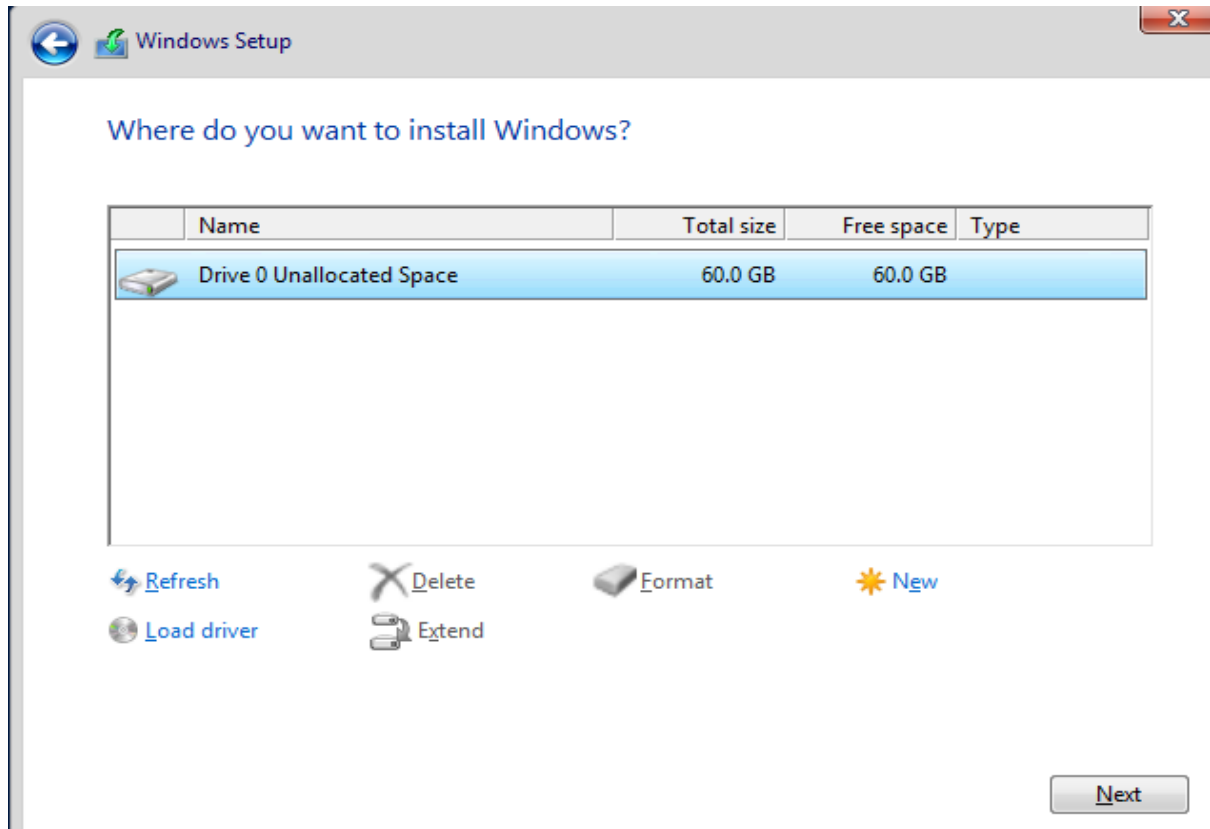 Windows Setup
Where do you want to install Windows?
Name Total size Free space Type
Drive 0 Unallocated Space 60.0 GB 60.0 GB
Refresh Delete Format New
Load driver Extend
Next